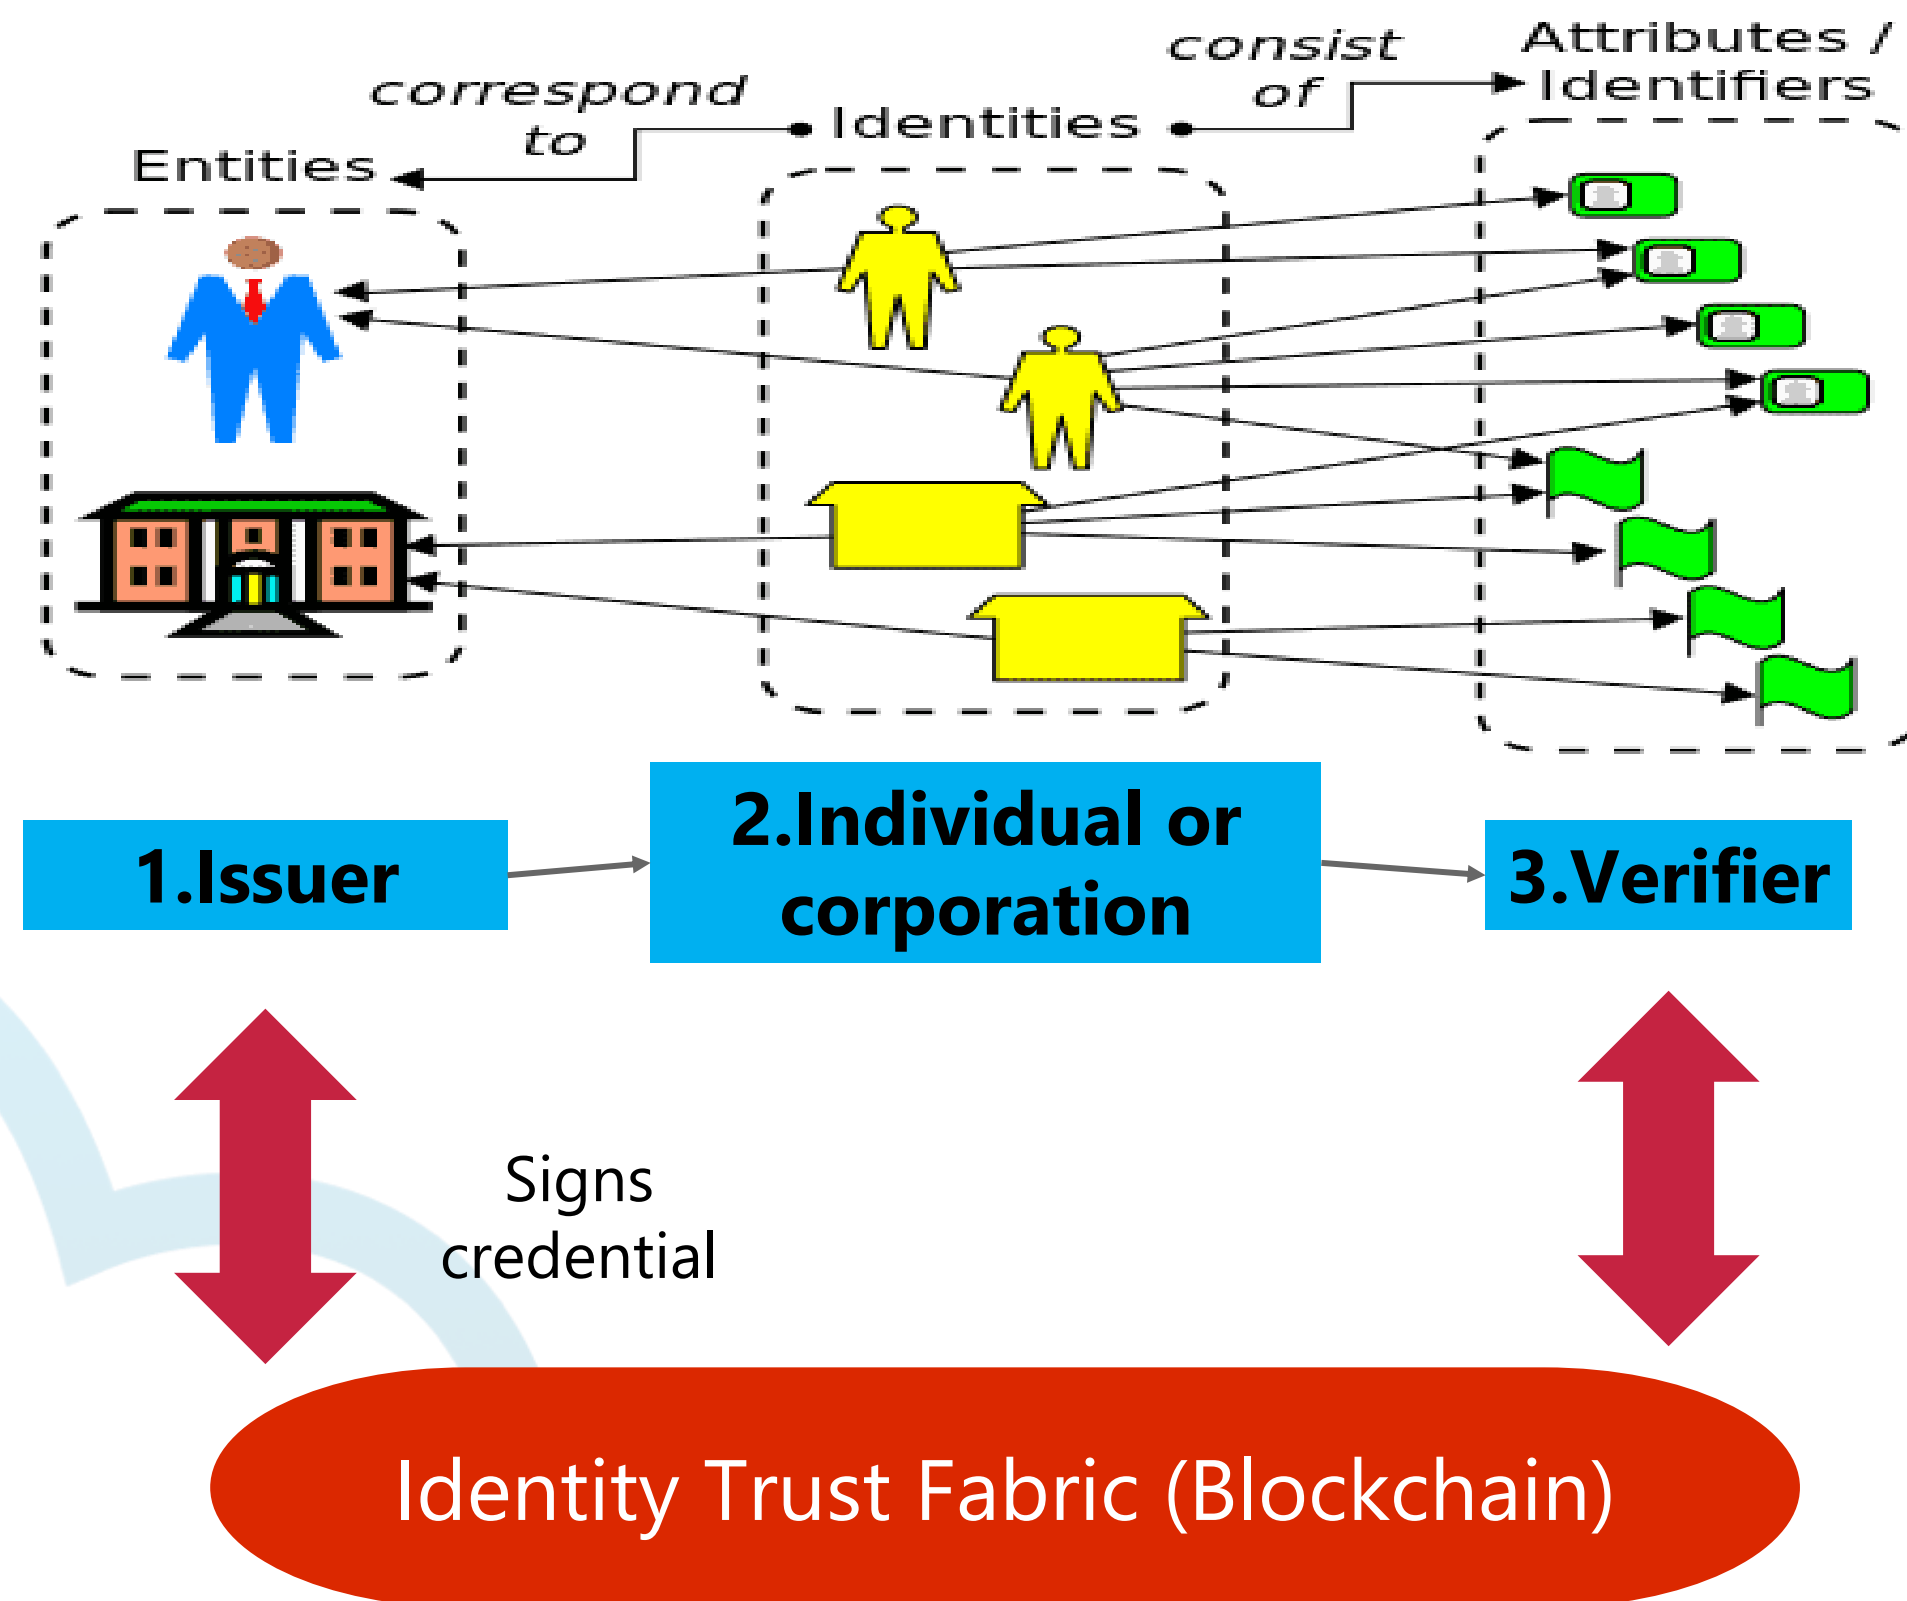 consist
of
Attributes /
Identifiers
correspond
to
Identities
Entities
1.Issuer
2.Individual or
corporation
3.Verifier
Signs
credential
Identity Trust Fabric (Blockchain)